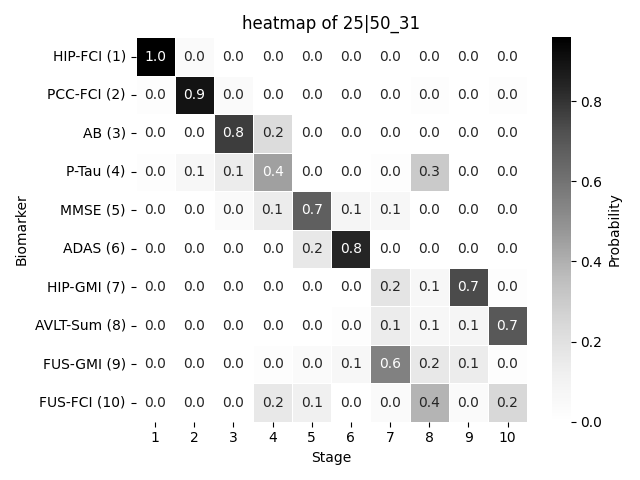 heatmap of 25|50_31
HIP-FCI (1) 1.0 0.0 0.0 0.0 0.0 0.0 0.0 0.0 0.0 0.0
PCC-FCI (2) 0.0 0.9 0.0 0.0 0.0 0.0 0.0 0.0 0.0 0.0
AB (3) 0.0 0.0 0.8 0.2 0.0 0.0 0.0 0.0 0.0 0.0
P-Tau (4) 0.0 0.1 0.1 0.4 0.0 0.0 0.0 0.3 0.0 0.0
MMSE (5) 0.0 0.0 0.0 0.1 0.7 0.1 0.1 0.0 0.0 0.0
ADAS (6) 0.0 0.0 0.0 0.0 0.2 0.8 0.0 0.0 0.0 0.0
HIP-GMI (7) 0.0 0.0 0.0 0.0 0.0 0.0 0.2 0.1 0.7 0.0
AVLT-Sum (8) 0.0 0.0 0.0 0.0 0.0 0.0 0.1 0.1 0.1 0.7
FUS-GMI (9) 0.0 0.0 0.0 0.0 0.0 0.1 0.6 0.2 0.1 0.0
FUS-FCI (10) 0.0 0.0 0.0 0.2 0.1 0.0 0.0 0.4 0.0 0.2
1 2 3 4 5 6 7 8 9 10
Stage
Biomarker
0.8
0.6
0.4
0.2
0.0
Probability